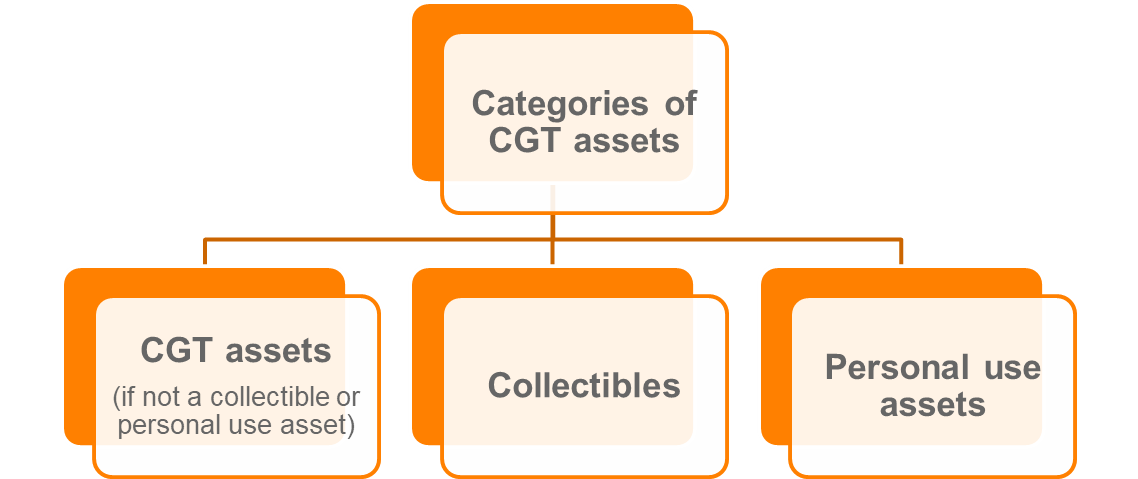 Categories of
CGT assets
CGT assets
(if not a collectible or
personal use asset)
Collectibles
Personal use
assets